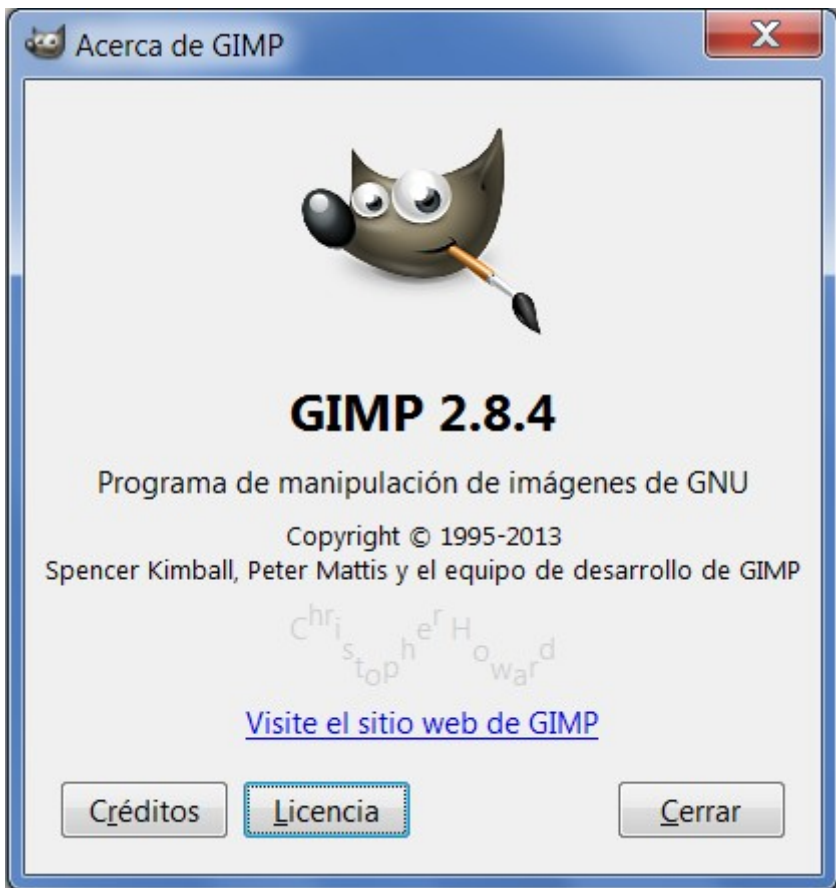 Acerca de GIMP
GIMP 2.8.4
Programa de manipulación de imágenes de GNU
Copyright © 1995-2013
Spencer Kimball, Peter Mattis y el equipo de desarrollo de GIMP
Christopher Howard
Visite el sitio web de GIMP
Créditos Licencia Cerrar